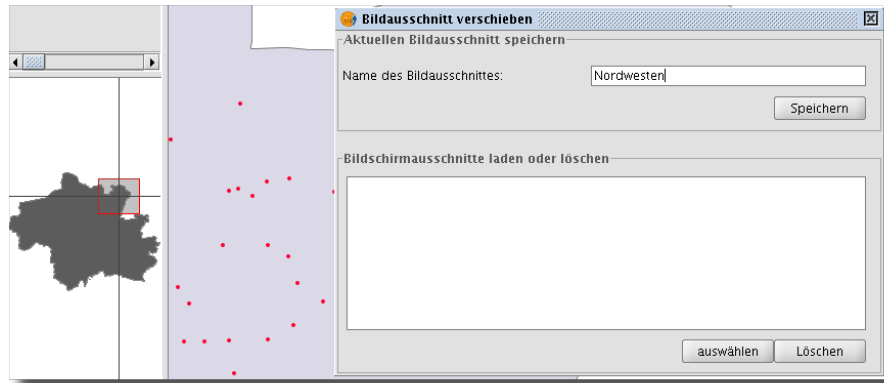 Bildausschnitt verschieben
Aktuellen Bildausschnitt speichern
Name des Bildausschnittes: Nordwesten
Speichern
Bildschirmausschnitte laden oder löschen
auswählen Löschen